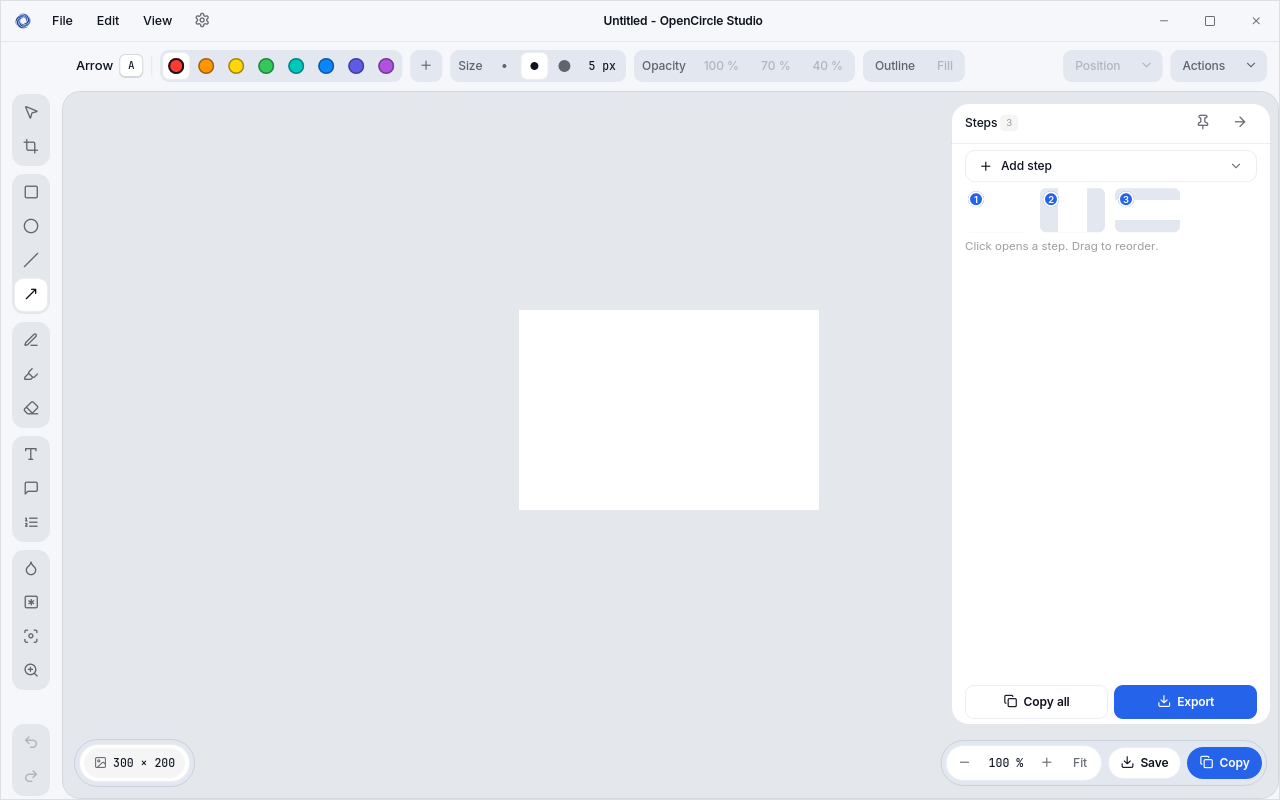 File Edit View Untitled - OpenCircle Studio
Arrow A Size 5 px Opacity 100 % 70 % 40 % Outline Fill Position Actions
Steps 3
Add step
1 2 3
Click opens a step. Drag to reorder.
Copy all Export
300 × 200 100 % Fit Save Copy